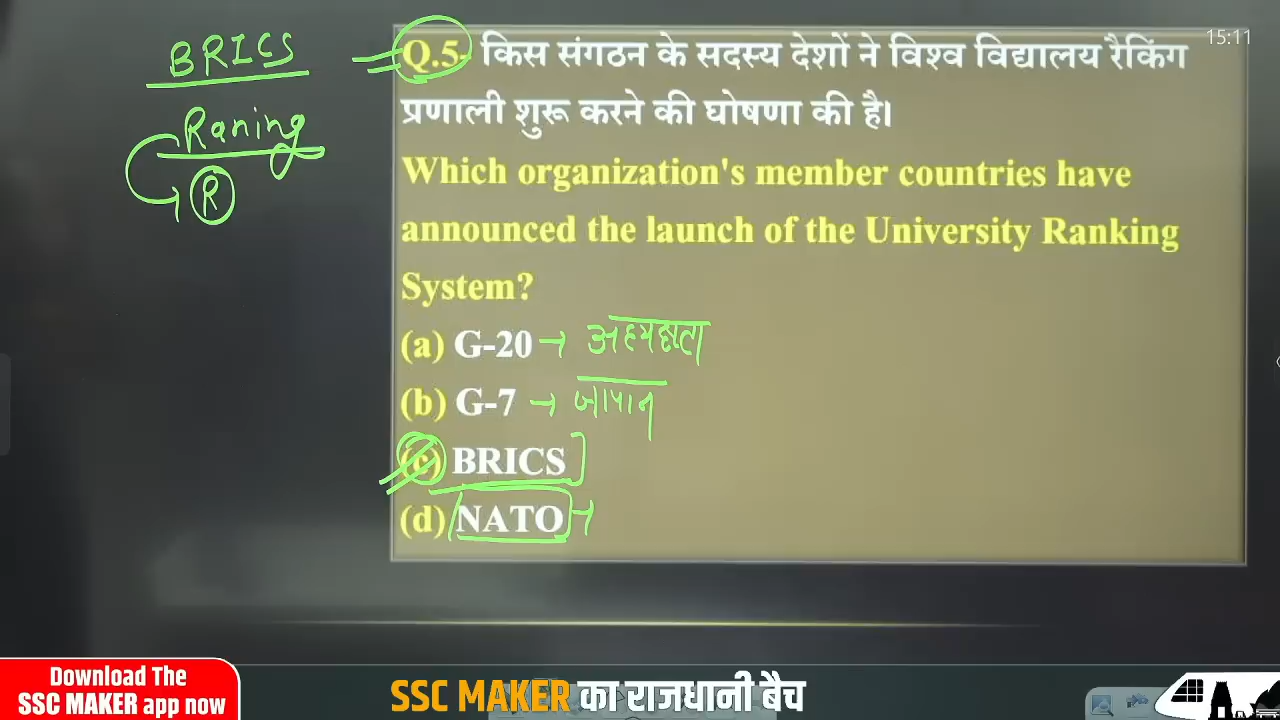 BRICS
Raning
R
15:11
Q.5- किस संगठन के सदस्य देशों ने विश्व विद्यालय रैकिंग
प्रणाली शुरू करने की घोषणा की है।
Which organization's member countries have
announced the launch of the University Ranking
System?
(a) G-20 →
(b) G-7 → जापान
(c) BRICS
(d) NATO →
Download The
SSC MAKER app now
SSC MAKER का राजधानी बैच